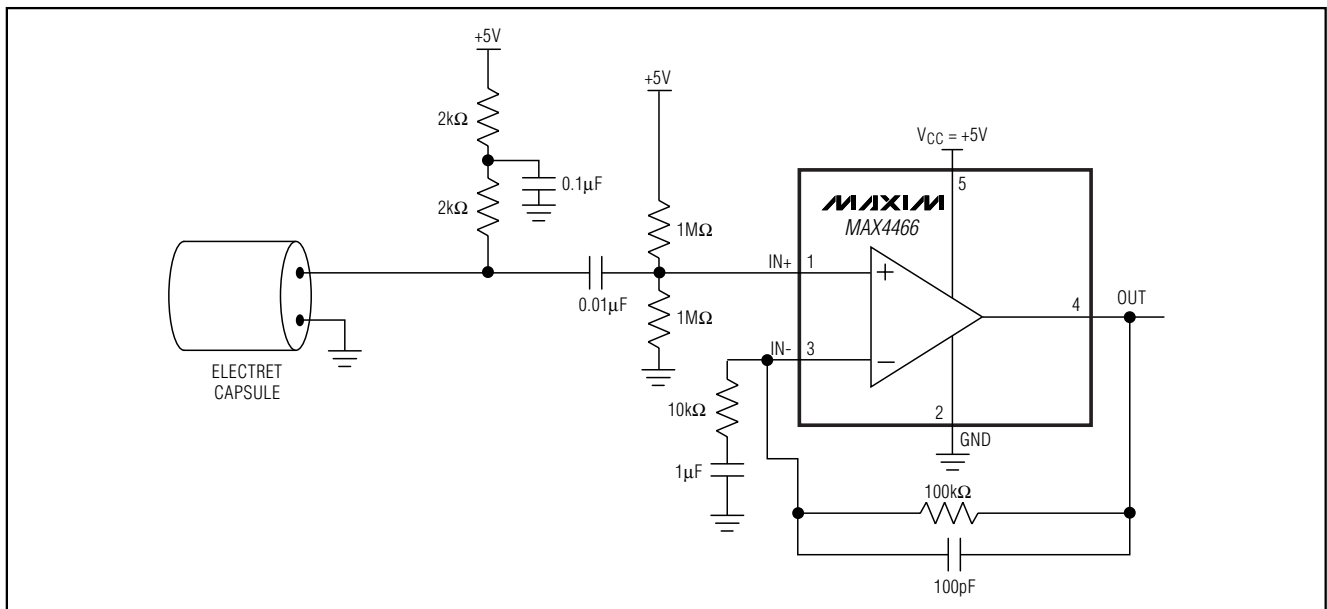 +5V
+5V
2kΩ
VCC = +5V
5
0.1μF
2kΩ
MAXIM
MAX4466
1MΩ
IN+
1
+
0.01μF
4
OUT
1MΩ
IN-
3
−
ELECTRET
CAPSULE
10kΩ
2
GND
1μF
100kΩ
100pF